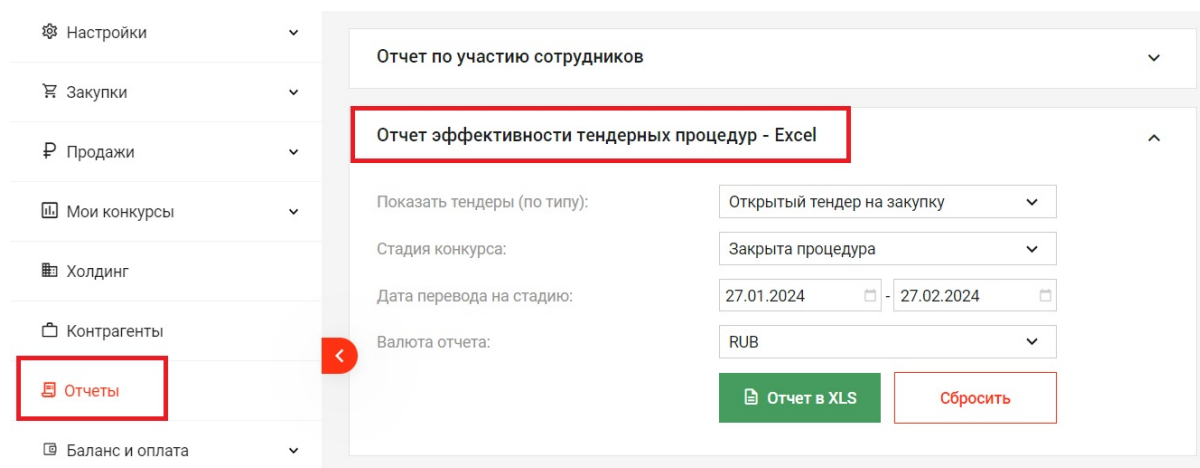 Настройки
Закупки
Продажи
Мои конкурсы
Холдинг
Контрагенты
Отчеты
Баланс и оплата
Отчет по участию сотрудников
Отчет эффективности тендерных процедур - Excel
Показать тендеры (по типу): Открытый тендер на закупку
Стадия конкурса: Закрыта процедура
Дата перевода на стадию: 27.01.2024 - 27.02.2024
Валюта отчета: RUB
Отчет в XLS Сбросить